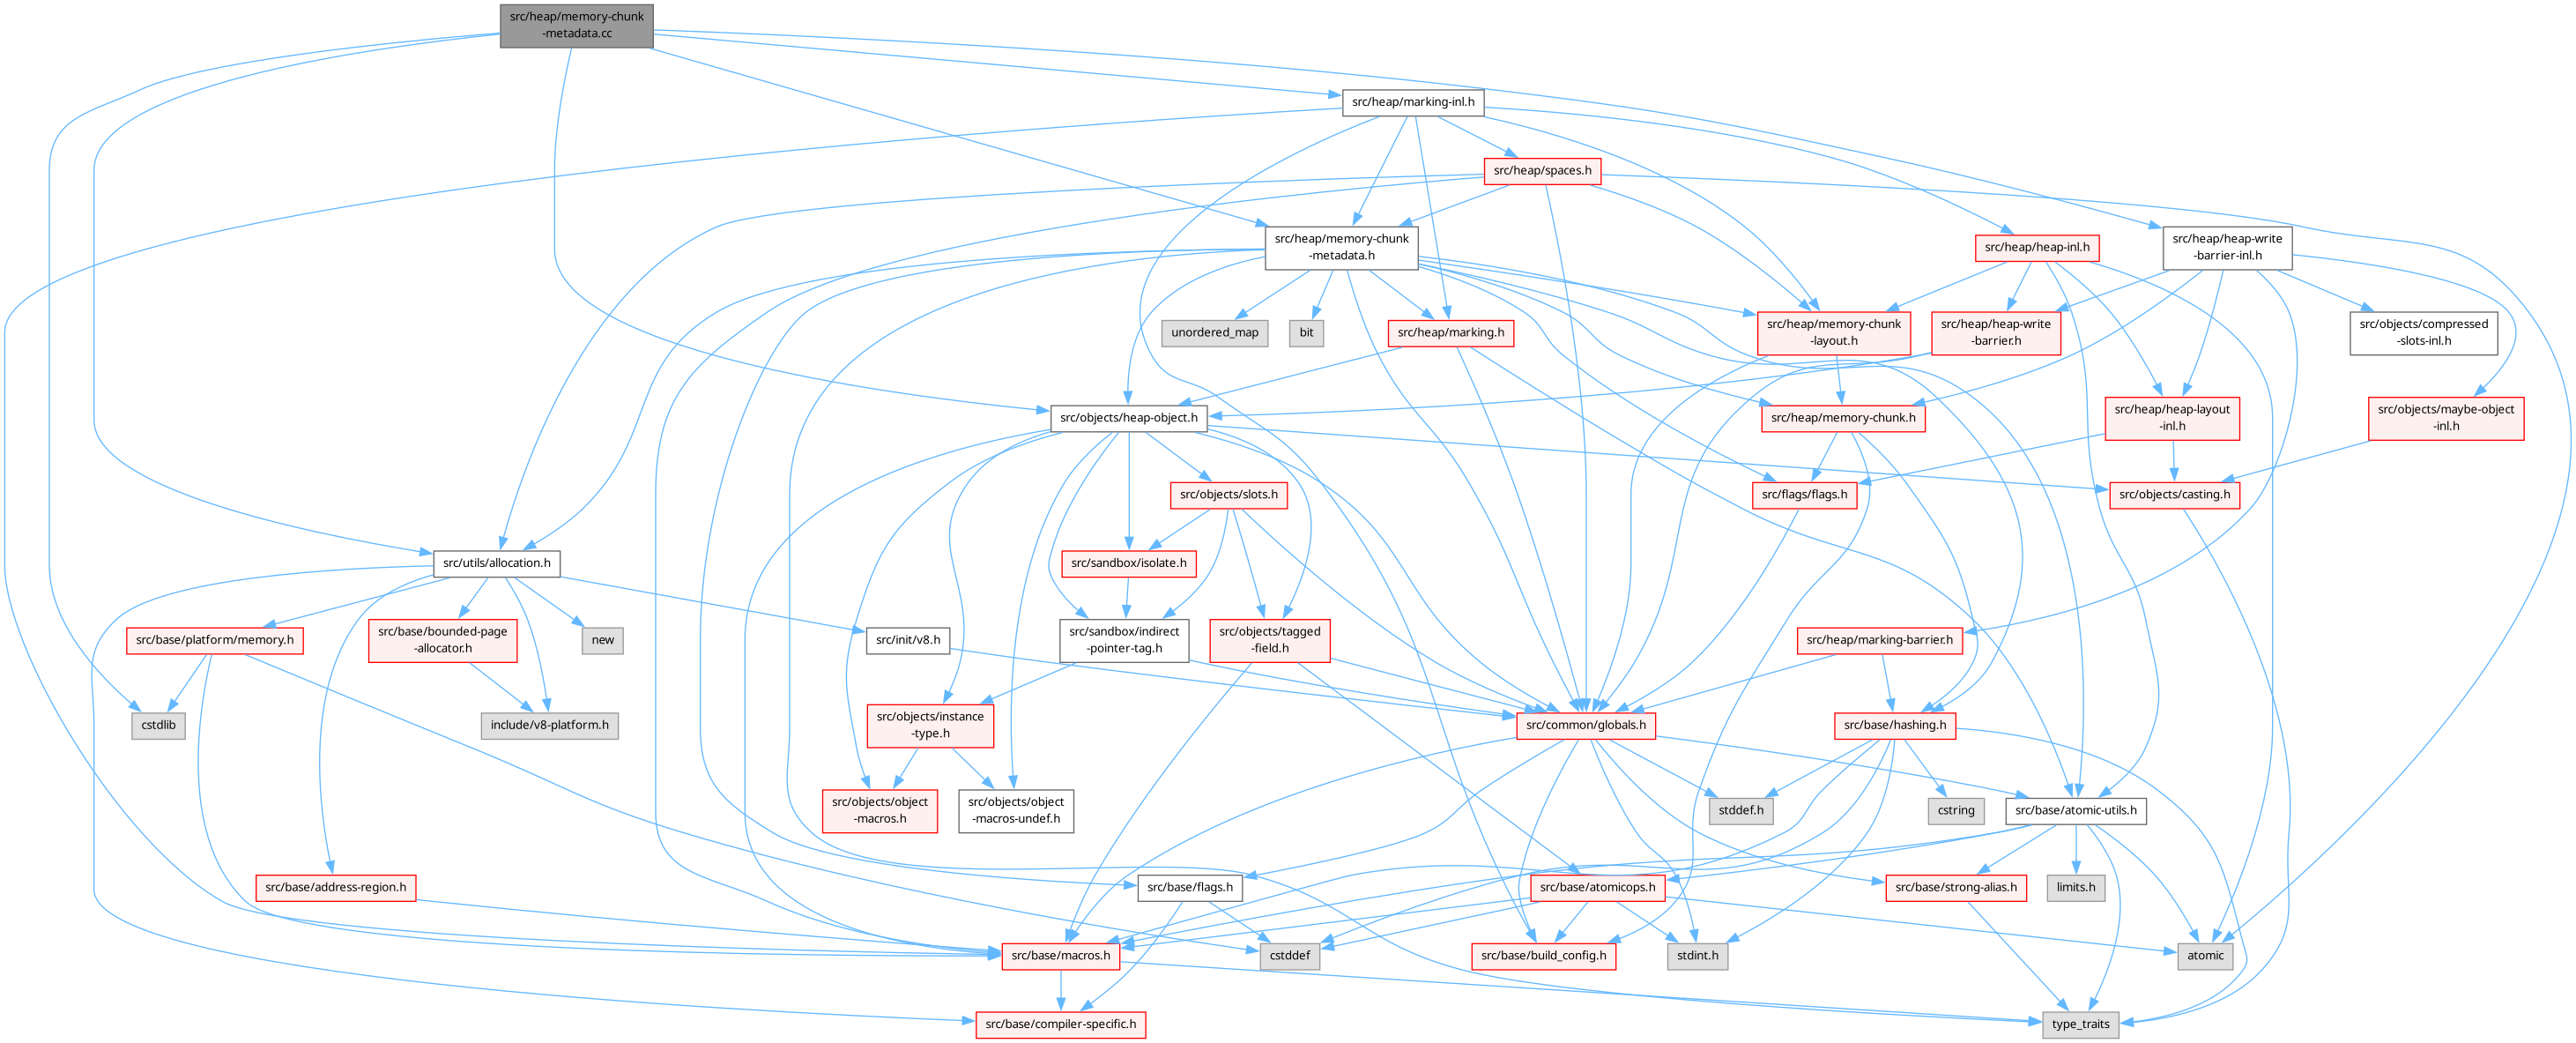 src/heap/memory-chunk
-metadata.cc
src/heap/marking-inl.h
src/heap/spaces.h
src/heap/memory-chunk
-metadata.h
src/heap/heap-inl.h
src/heap/heap-write
-barrier-inl.h
unordered_map
bit
src/heap/marking.h
src/heap/memory-chunk
-layout.h
src/heap/heap-write
-barrier.h
src/objects/compressed
-slots-inl.h
src/objects/heap-object.h
src/heap/memory-chunk.h
src/heap/heap-layout
-inl.h
src/objects/maybe-object
-inl.h
src/objects/slots.h
src/flags/flags.h
src/objects/casting.h
src/utils/allocation.h
src/sandbox/isolate.h
src/base/platform/memory.h
src/base/bounded-page
-allocator.h
new
src/init/v8.h
src/sandbox/indirect
-pointer-tag.h
src/objects/tagged
-field.h
src/heap/marking-barrier.h
cstdlib
include/v8-platform.h
src/objects/instance
-type.h
src/common/globals.h
src/base/hashing.h
src/objects/object
-macros.h
src/objects/object
-macros-undef.h
stddef.h
cstring
src/base/atomic-utils.h
src/base/address-region.h
src/base/flags.h
src/base/atomicops.h
src/base/strong-alias.h
limits.h
src/base/macros.h
cstddef
src/base/build_config.h
stdint.h
atomic
src/base/compiler-specific.h
type_traits